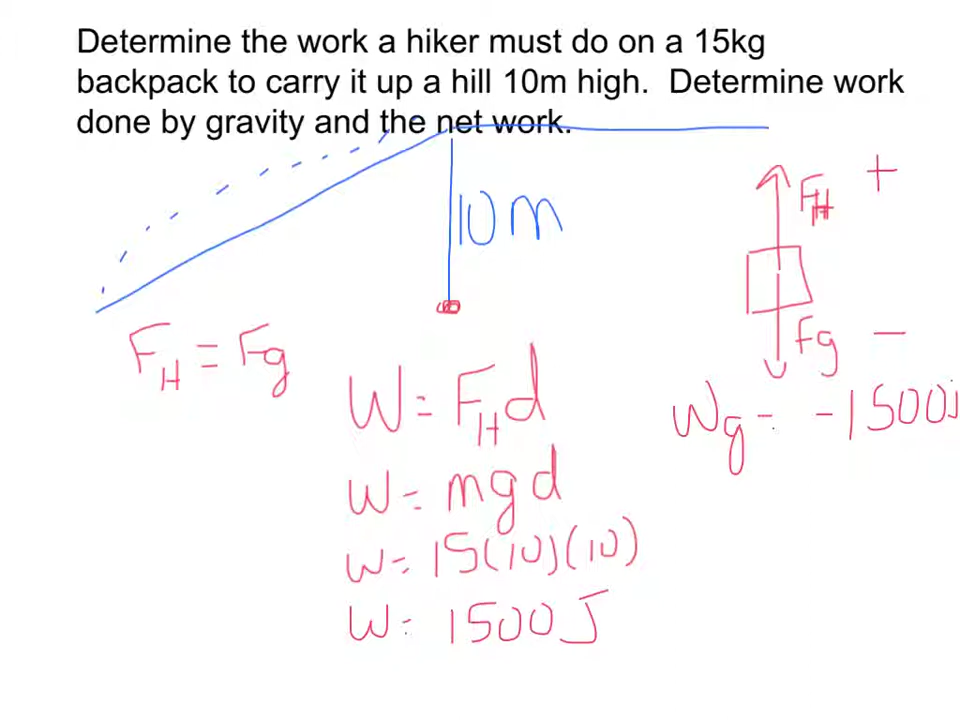 Determine the work a hiker must do on a 15kg
backpack to carry it up a hill 10m high. Determine work
done by gravity and the net work.
10m
FH +
Fg -
FH = Fg
W = FHd
Wg = -1500J
W = mgd
W = 15(10)(10)
W = 1500J